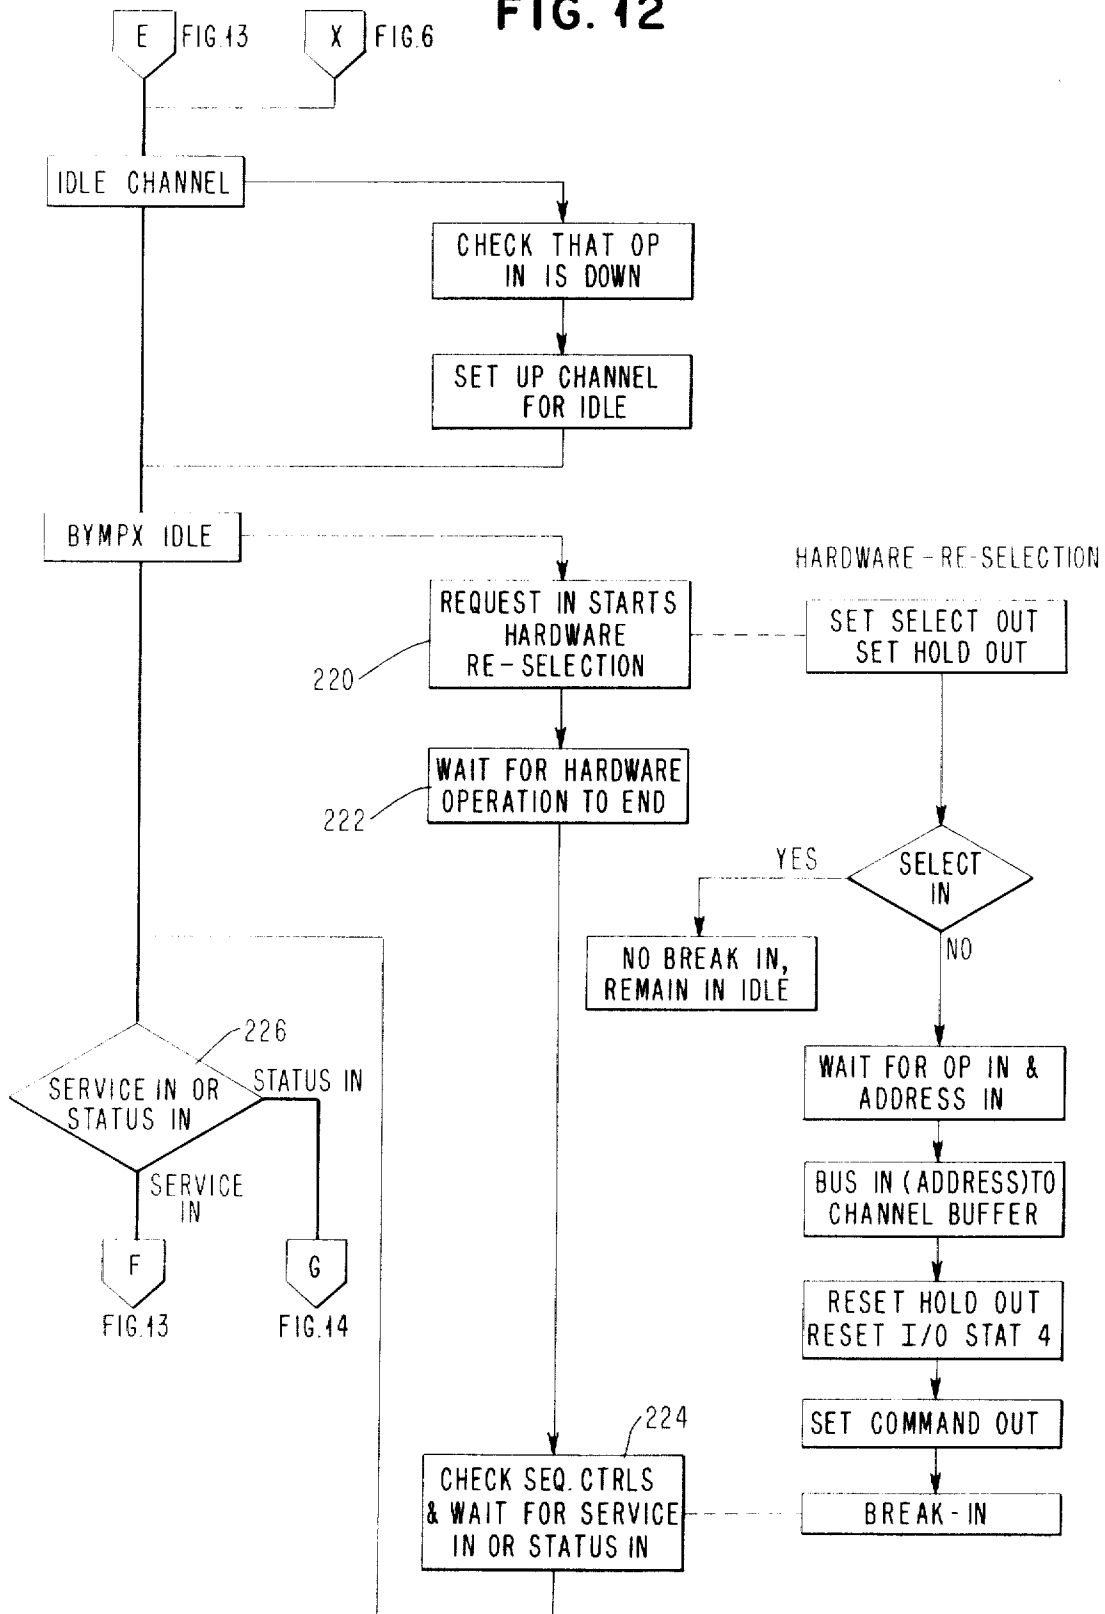 FIG. 12
E FIG.13
X FIG.6
IDLE CHANNEL
CHECK THAT OP
IN IS DOWN
SET UP CHANNEL
FOR IDLE
BYMPX IDLE
HARDWARE-RE-SELECTION
REQUEST IN STARTS
HARDWARE
RE-SELECTION
220
SET SELECT OUT
SET HOLD OUT
WAIT FOR HARDWARE
OPERATION TO END
222
SELECT
IN
YES
NO
NO BREAK IN,
REMAIN IN IDLE
226
SERVICE IN OR
STATUS IN
STATUS IN
SERVICE
IN
F
FIG.13
G
FIG.14
WAIT FOR OP IN &
ADDRESS IN
BUS IN (ADDRESS)TO
CHANNEL BUFFER
RESET HOLD OUT
RESET I/O STAT 4
SET COMMAND OUT
BREAK-IN
224
CHECK SEQ. CTRLS
& WAIT FOR SERVICE
IN OR STATUS IN